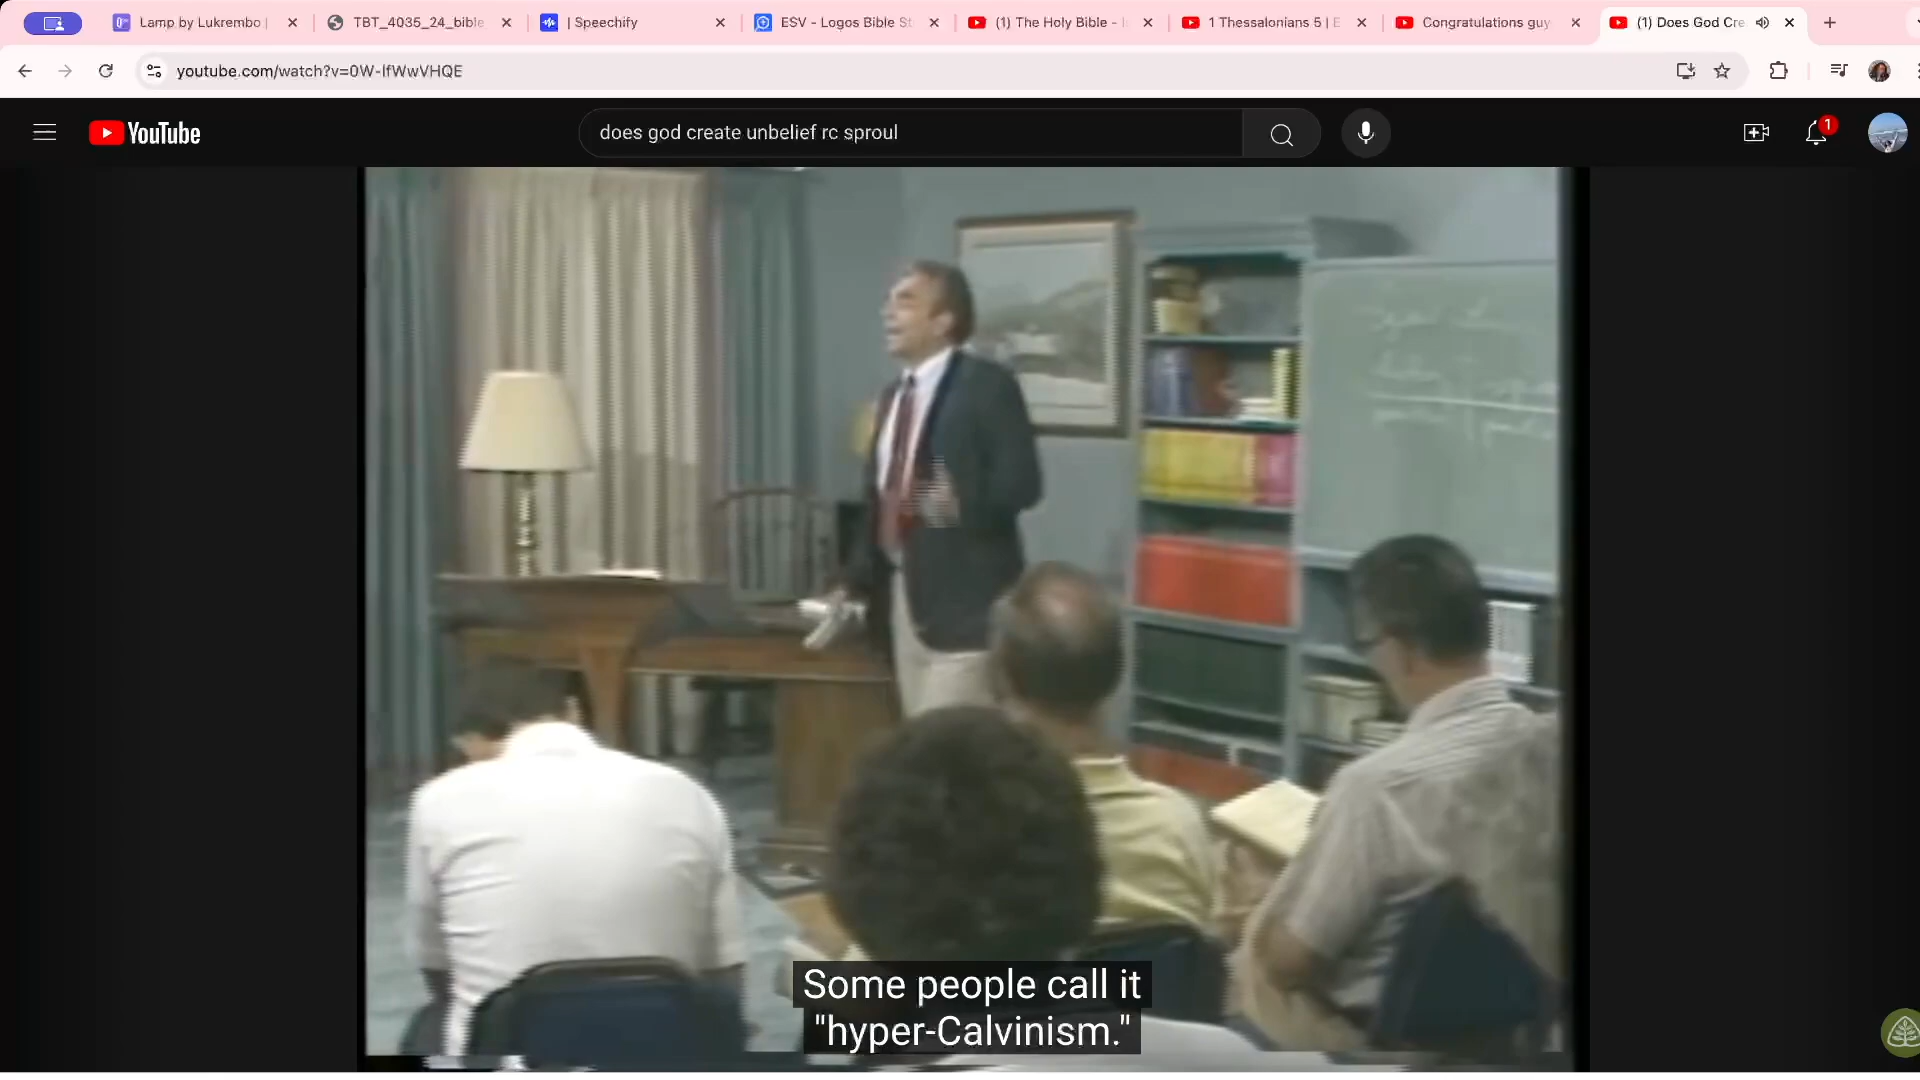 Lamp by Lukrembo |
TBT_4035_24_bible
| Speechify
ESV - Logos Bible St
(1) The Holy Bible - I
1 Thessalonians 5 | E
Congratulations guy
(1) Does God Cre
youtube.com/watch?v=0W-lfWwVHQE
YouTube
does god create unbelief rc sproul
1
Some people call it
"hyper-Calvinism."